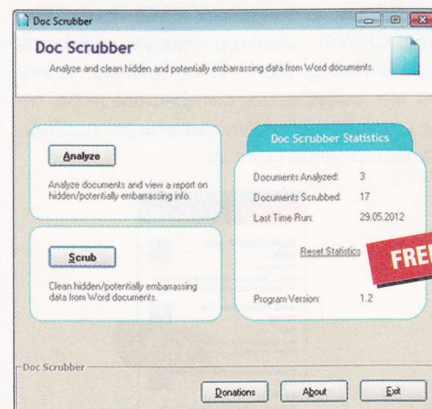 Doc Scrubber
Doc Scrubber
Analyze and clean hidden and potentially embarrassing data from Word documents.
Analyze
Analyze documents and view a report on
hidden/potentially embarrassing info.
Scrub
Clean hidden/potentially embarrassing
data from Word documents.
Doc Scrubber Statistics
Documents Analyzed: 3
Documents Scrubbed: 17
Last Time Run: 29.05.2012
Reset Statistics
Program Version: 1.2
Doc Scrubber
Donations
About
Exit